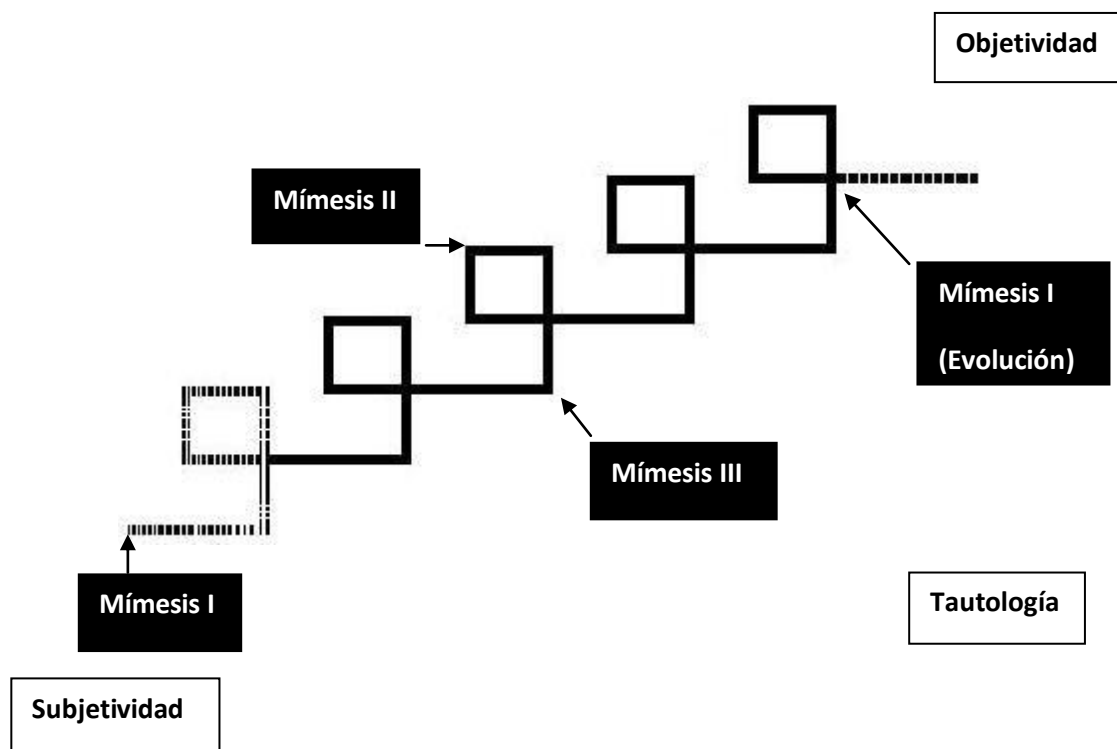 Objetividad
Mímesis II
Mímesis I
(Evolución)
Mímesis III
Mímesis I
Tautología
Subjetividad